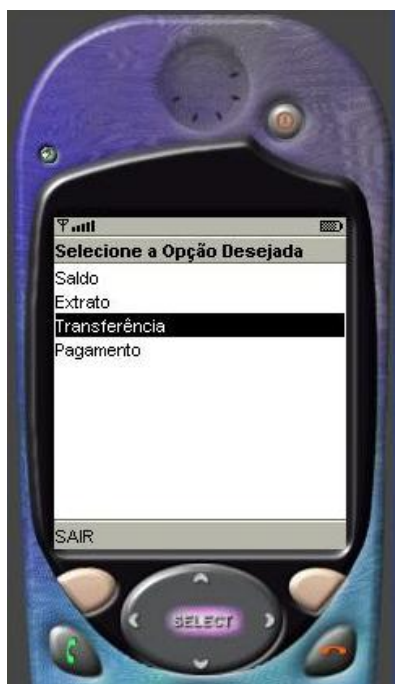 Selecione a Opção Desejada
Saldo
Extrato
Transferência
Pagamento
SAIR
SELECT